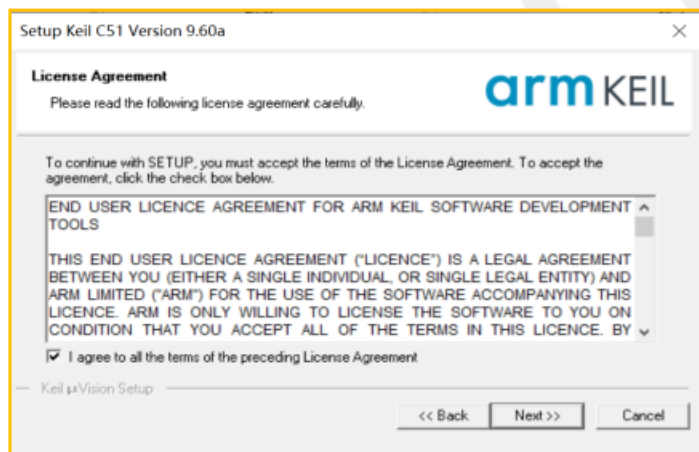 Setup Keil C51 Version 9.60a
License Agreement
Please read the following license agreement carefully.
arm KEIL
To continue with SETUP, you must accept the terms of the License Agreement. To accept the
agreement, click the check box below.
END USER LICENCE AGREEMENT FOR ARM KEIL SOFTWARE DEVELOPMENT
TOOLS
THIS END USER LICENCE AGREEMENT ("LICENCE") IS A LEGAL AGREEMENT
BETWEEN YOU (EITHER A SINGLE INDIVIDUAL, OR SINGLE LEGAL ENTITY) AND
ARM LIMITED ("ARM") FOR THE USE OF THE SOFTWARE ACCOMPANYING THIS
LICENCE. ARM IS ONLY WILLING TO LICENSE THE SOFTWARE TO YOU ON
CONDITION THAT YOU ACCEPT ALL OF THE TERMS IN THIS LICENCE. BY
I agree to all the terms of the preceding License Agreement
Keil µVision Setup
<< Back Next >> Cancel